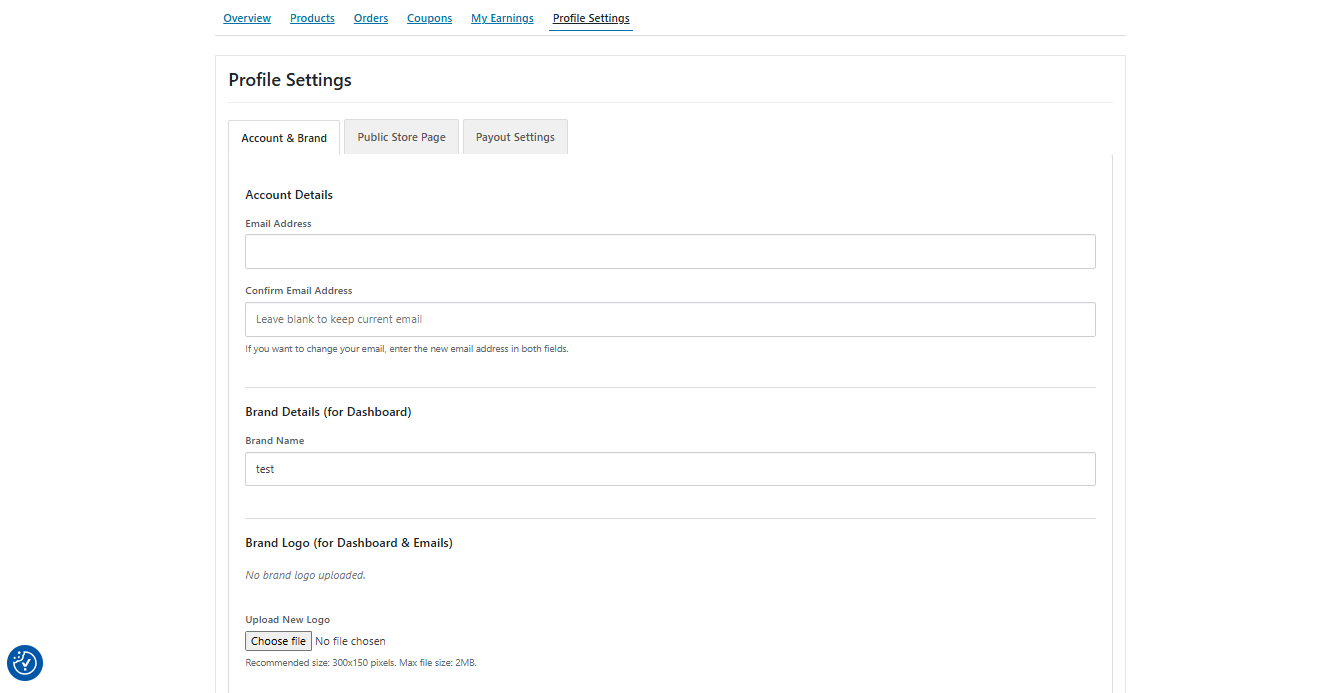 Overview Products Orders Coupons My Earnings Profile Settings
Profile Settings
Account & Brand Public Store Page Payout Settings
Account Details
Email Address
Confirm Email Address
Leave blank to keep current email
If you want to change your email, enter the new email address in both fields.
Brand Details (for Dashboard)
Brand Name
test
Brand Logo (for Dashboard & Emails)
No brand logo uploaded.
Upload New Logo
Choose file No file chosen
Recommended size: 300x150 pixels. Max file size: 2MB.